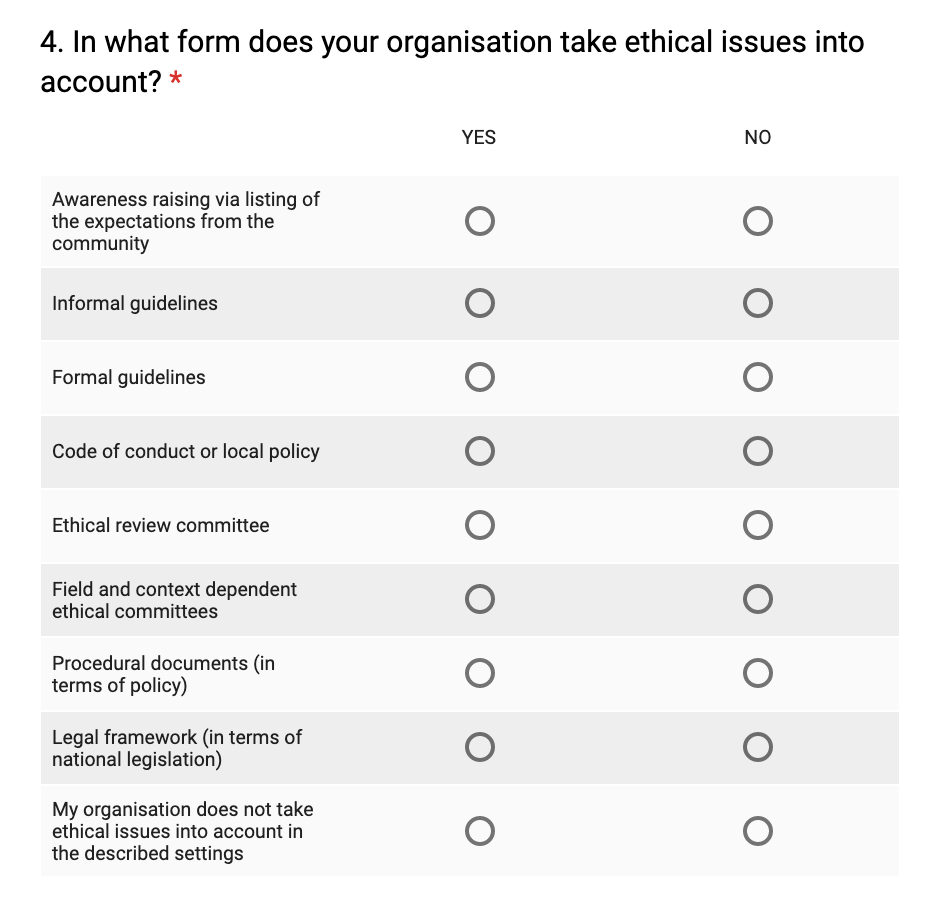 4. In what form does your organisation take ethical issues into
account? *
YES NO
Awareness raising via listing of
the expectations from the
community
Informal guidelines
Formal guidelines
Code of conduct or local policy
Ethical review committee
Field and context dependent
ethical committees
Procedural documents (in
terms of policy)
Legal framework (in terms of
national legislation)
My organisation does not take
ethical issues into account in
the described settings